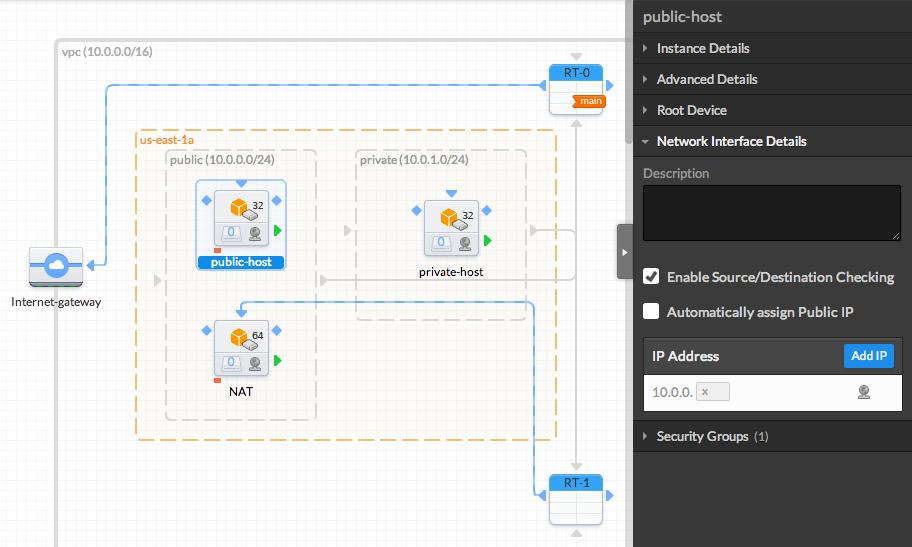 vpc (10.0.0.0/16)
RT-0
main
us-east-1a
public (10.0.0.0/24)
private (10.0.1.0/24)
32
0
public-host
32
0
private-host
Internet-gateway
64
0
NAT
RT-1
public-host
Instance Details
Advanced Details
Root Device
Network Interface Details
Description
Enable Source/Destination Checking
Automatically assign Public IP
IP Address Add IP
10.0.0. x
Security Groups (1)